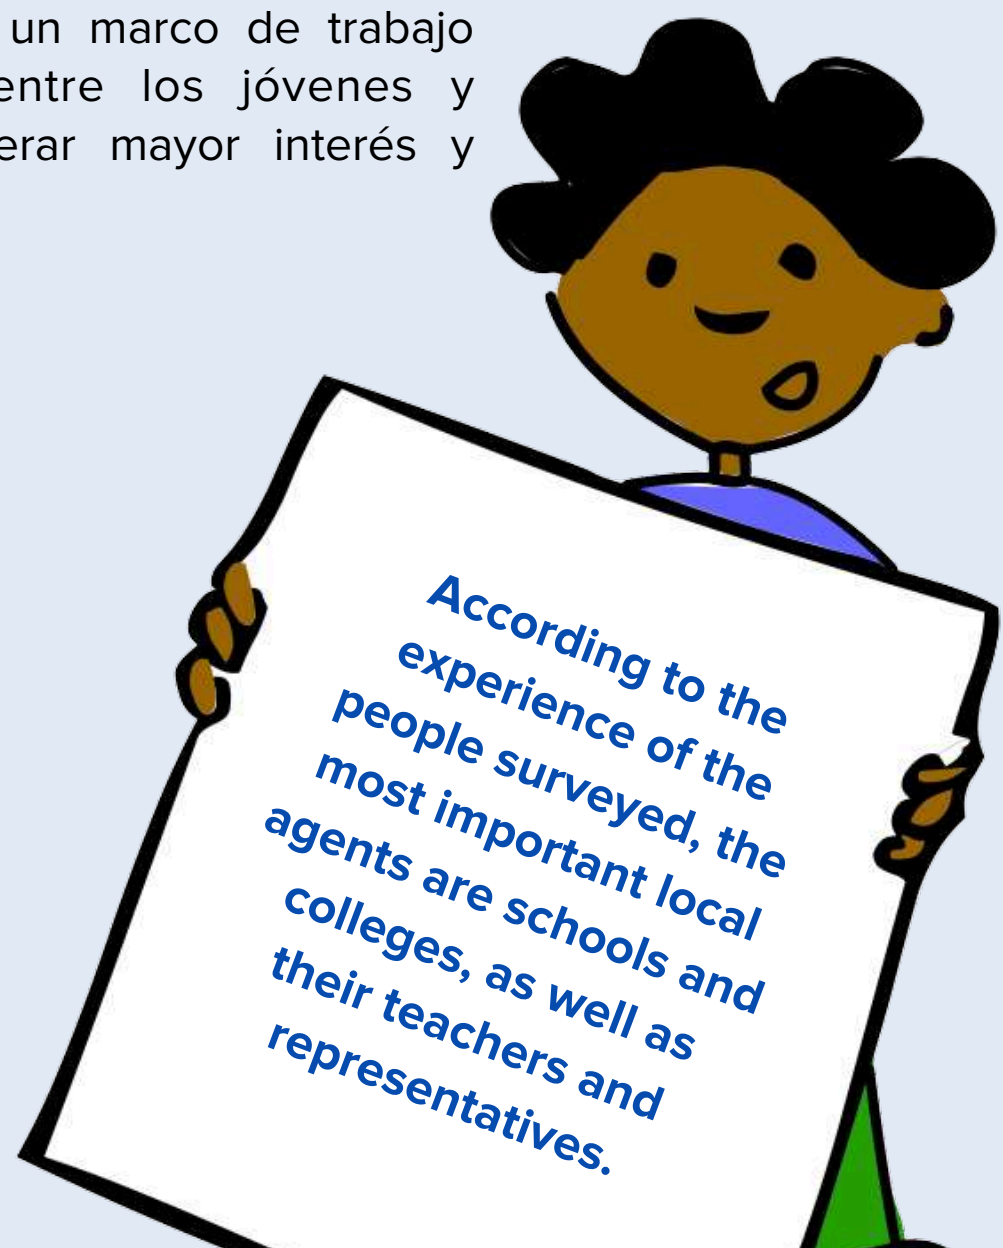 un marco de trabajo
entre los jóvenes y
erar mayor interés y
According to the
experience of the
people surveyed, the
most important local
agents are schools and
colleges, as well as
their teachers and
representatives.